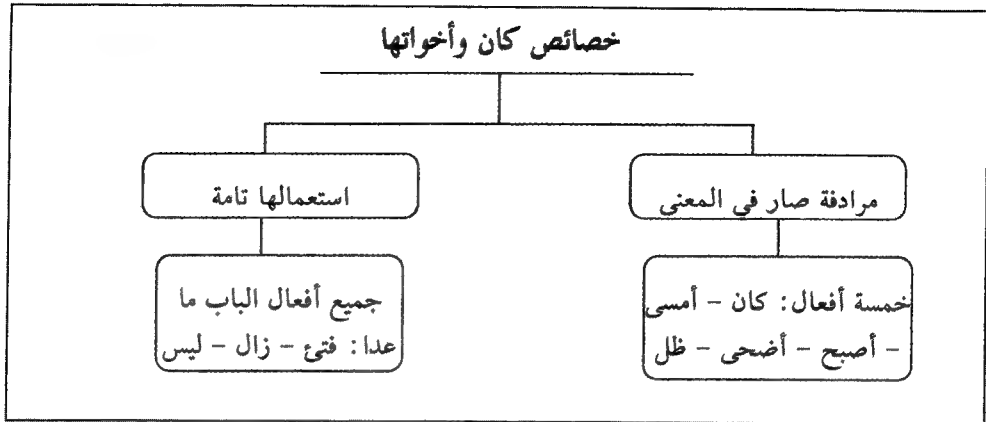 خصائص كان وأخواتها
مرادفة صار في المعنى
استعمالها تامة
خمسة أفعال: كان – أمسى
– أصبح – أضحى – ظل
جميع أفعال الباب ما
عدا: فتئ – زال – ليس